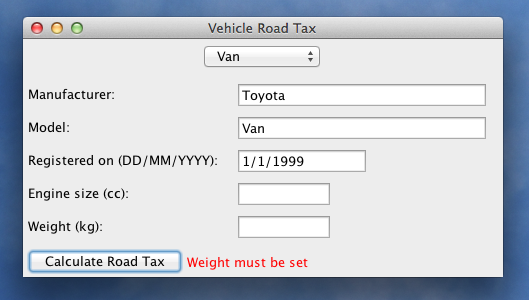 Vehicle Road Tax
Van
Manufacturer: Toyota
Model: Van
Registered on (DD/MM/YYYY): 1/1/1999
Engine size (cc):
Weight (kg):
Calculate Road Tax Weight must be set